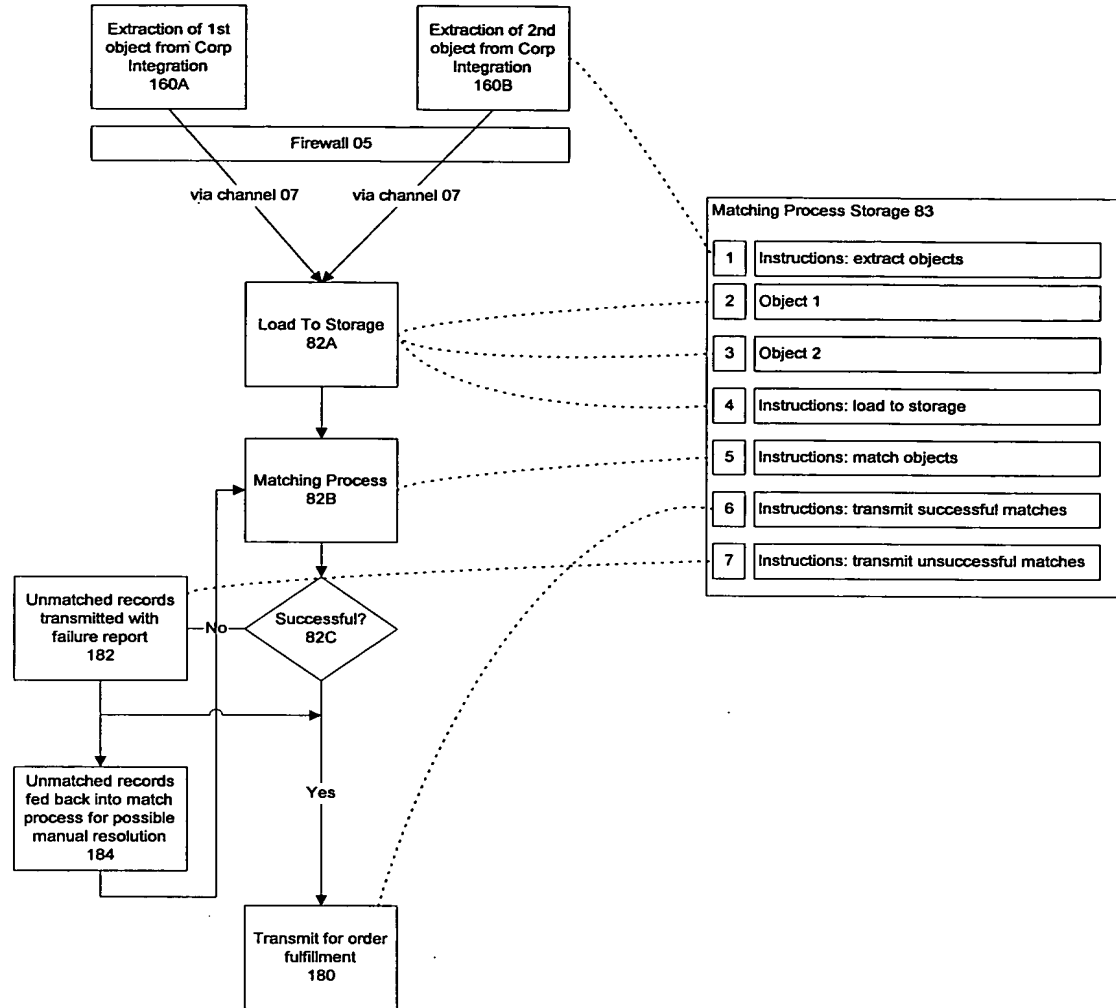 Extraction of 1st
object from Corp
Integration
160A
Extraction of 2nd
object from Corp
Integration
160B
Firewall 05
via channel 07
via channel 07
Load To Storage
82A
Matching Process
82B
Successful?
82C
No
Unmatched records
transmitted with
failure report
182
Unmatched records
fed back into match
process for possible
manual resolution
184
Yes
Transmit for order
fulfillment
180
Matching Process Storage 83
1 Instructions: extract objects
2 Object 1
3 Object 2
4 Instructions: load to storage
5 Instructions: match objects
6 Instructions: transmit successful matches
7 Instructions: transmit unsuccessful matches